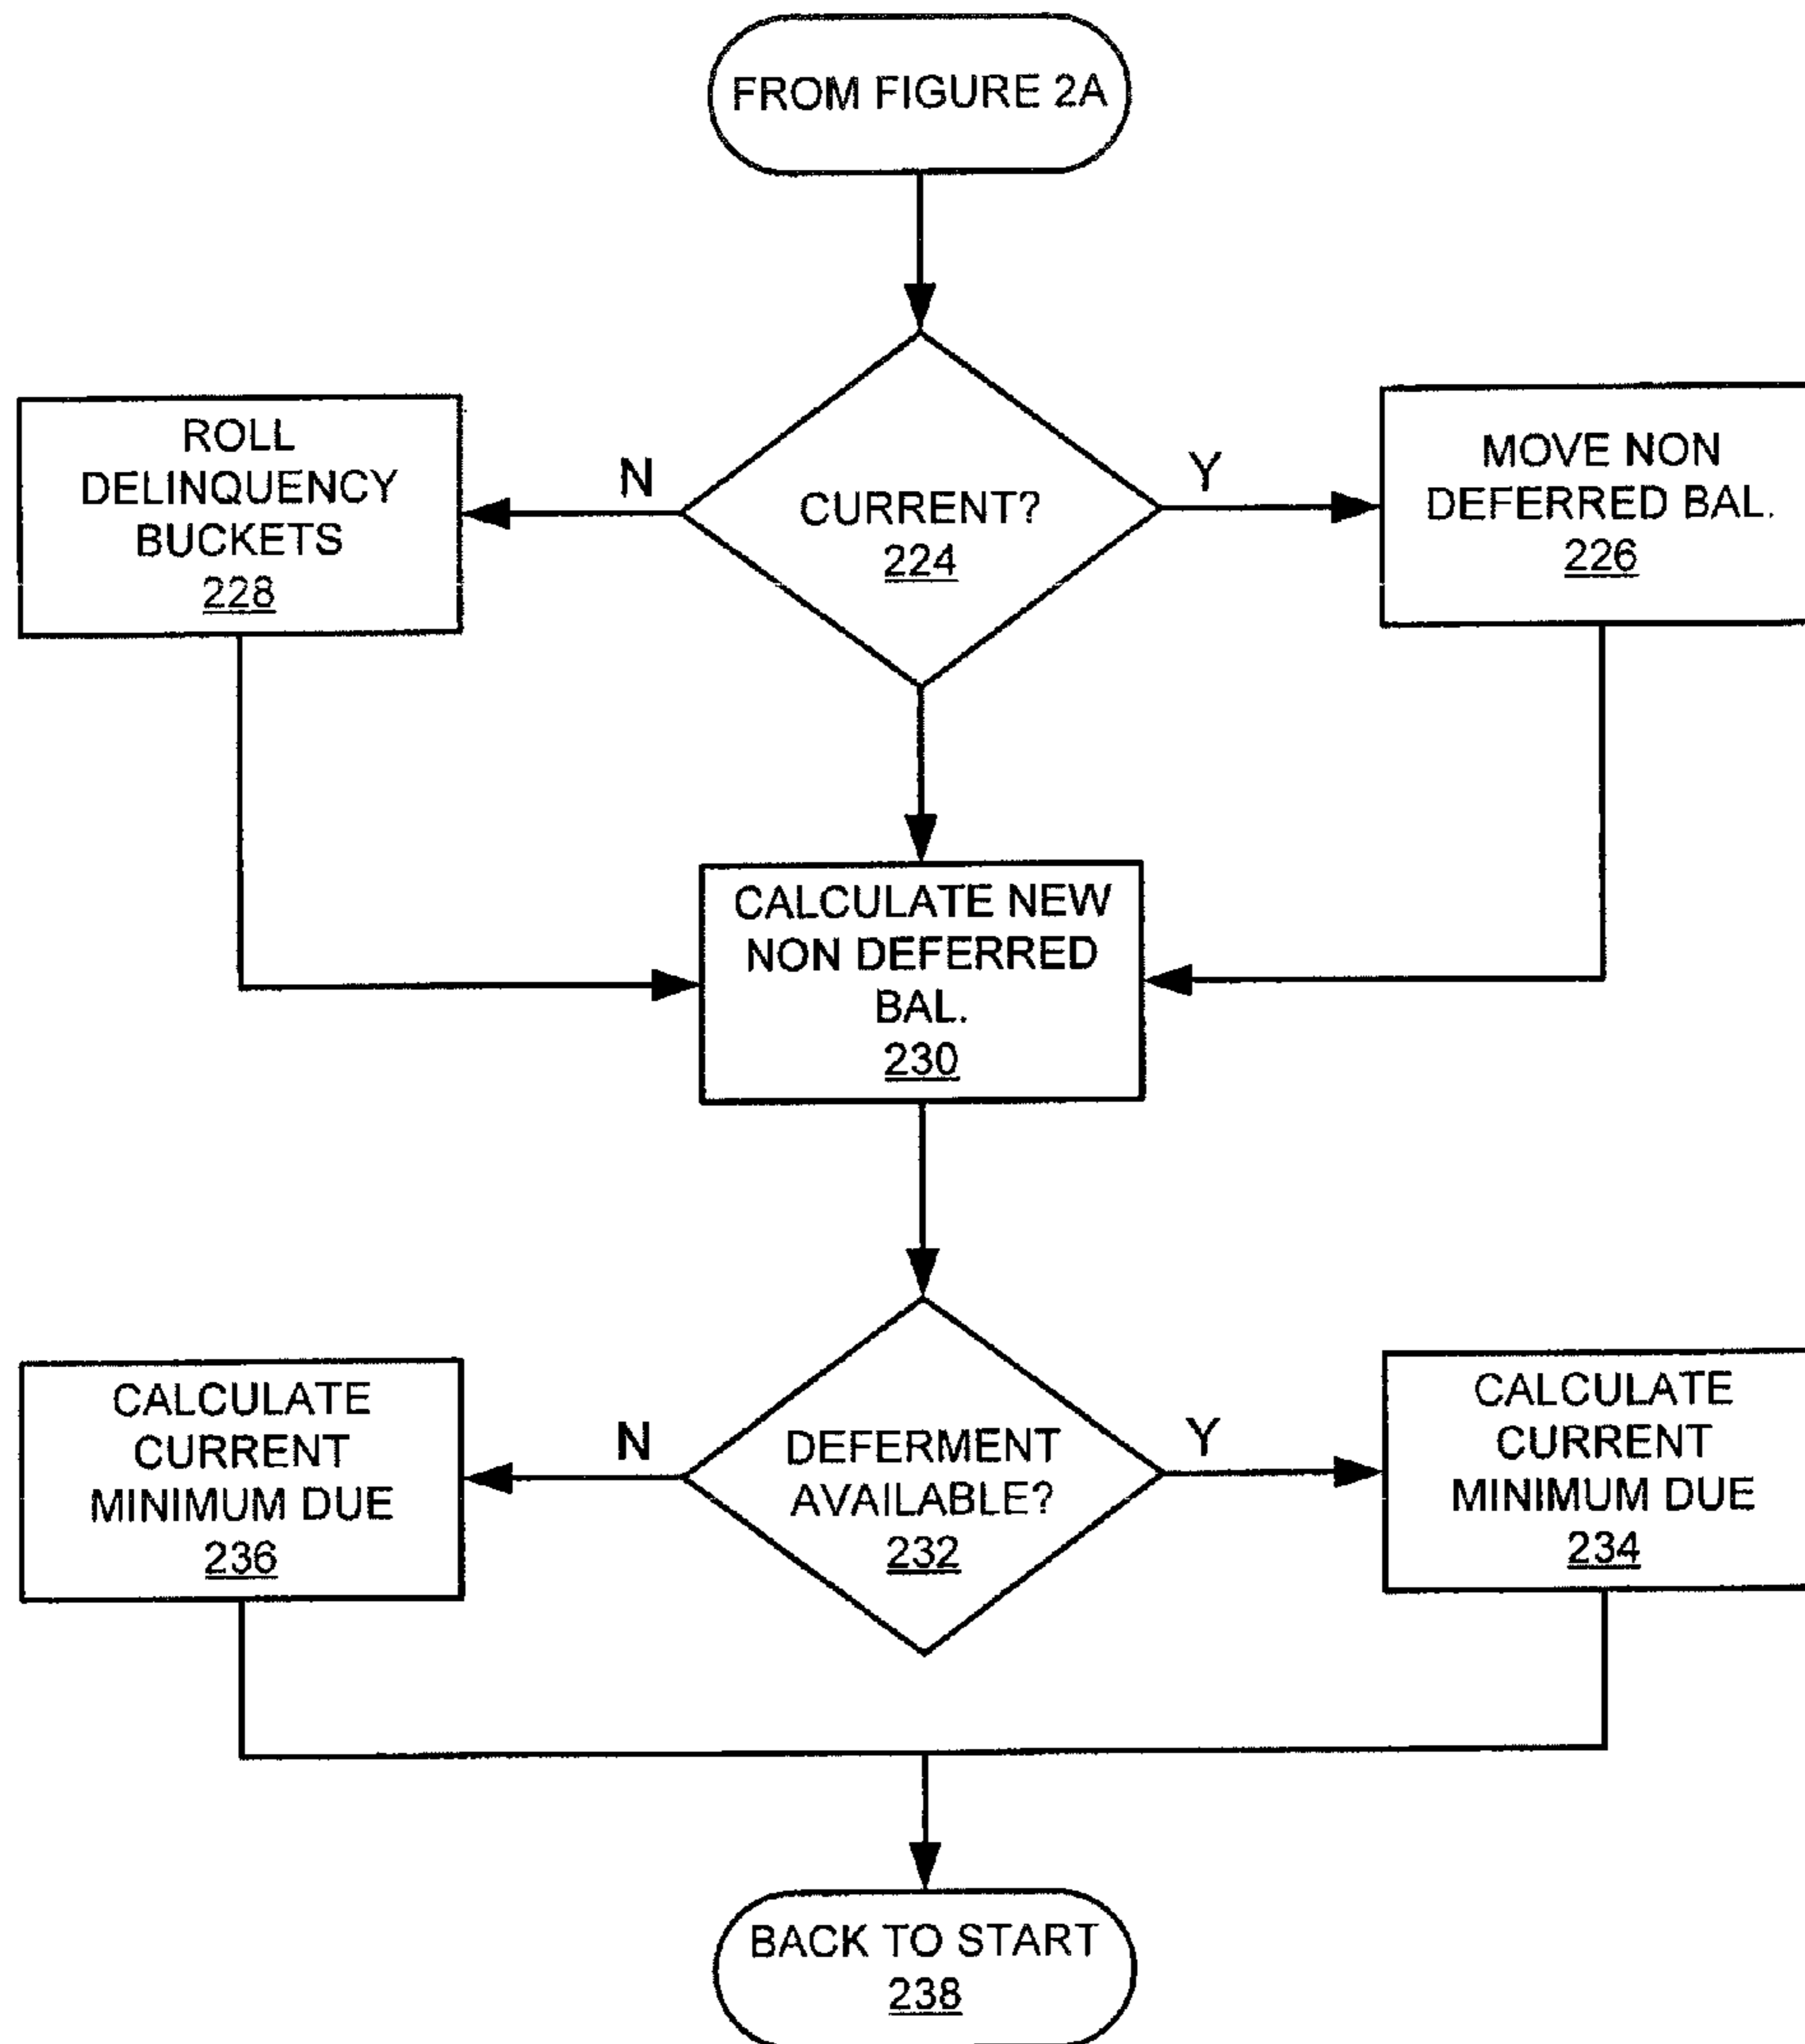 FROM FIGURE 2A
ROLL
DELINQUENCY
BUCKETS
228
N
CURRENT?
224
Y
MOVE NON
DEFERRED BAL.
226
CALCULATE NEW
NON DEFERRED
BAL.
230
CALCULATE
CURRENT
MINIMUM DUE
236
N
DEFERMENT
AVAILABLE?
232
Y
CALCULATE
CURRENT
MINIMUM DUE
234
BACK TO START
238